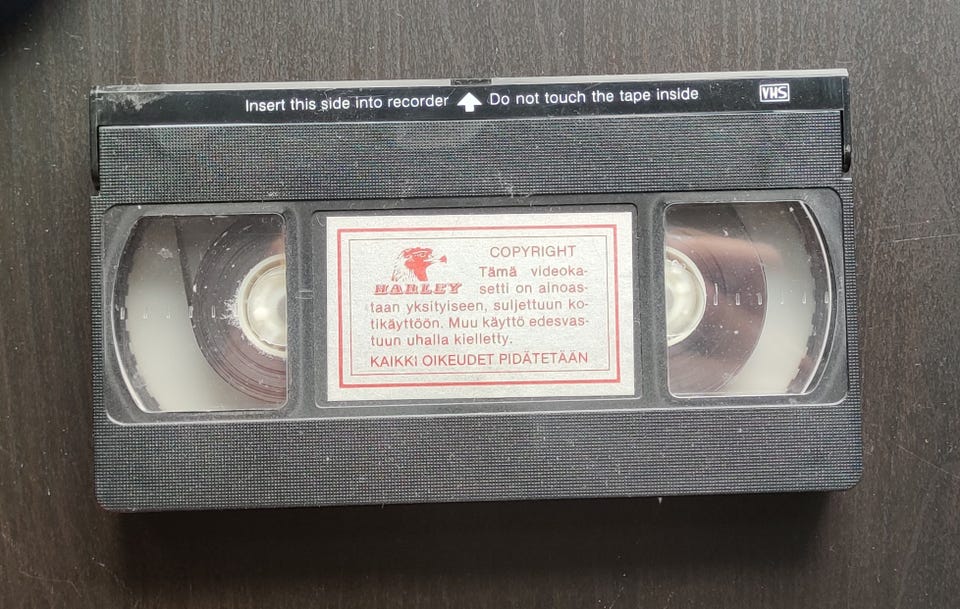 Insert this side into recorder Do not touch the tape inside VHS
HARLEY
COPYRIGHT
Tämä videoka-
setti on ainoas-
taan yksityiseen, suljettuun ko-
tikäyttöön. Muu käyttö edesvas-
tuun uhalla kielletty.
KAIKKI OIKEUDET PIDÄTETÄÄN